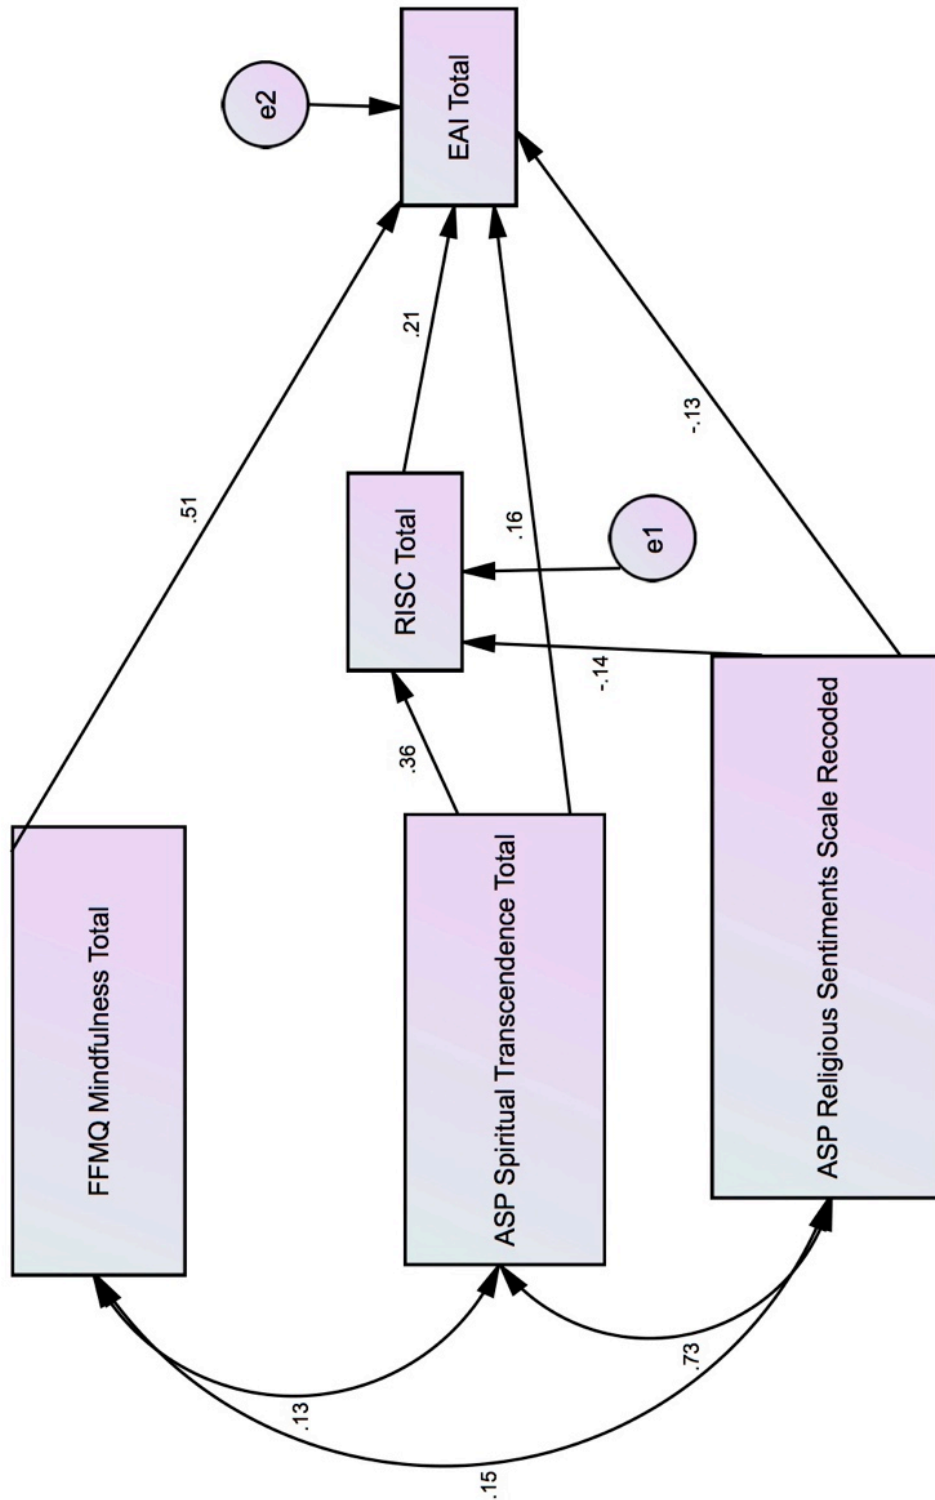 FFMQ Mindfulness Total
ASP Spiritual Transcendence Total
ASP Religious Sentiments Scale Recoded
RISC Total
EAI Total
e1
e2
.51
.21
.16
-.13
.36
-.14
.13
.73
.15